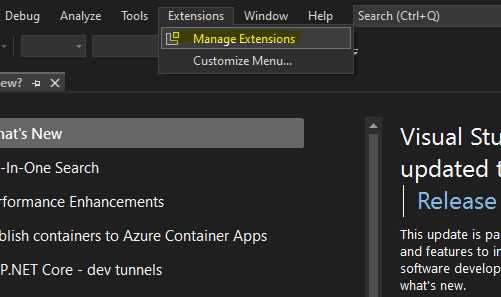 Analyze Tools Extensions Window Help Search (Ctrl+Q)
Manage Extensions
Customize Menu...
ew?
hat's New
-In-One Search
rformance Enhancements
blish containers to Azure Container Apps
P.NET Core - dev tunnels
Visual Stu
updated t
Release
This update is pa
and features to in
software develop
what's new.